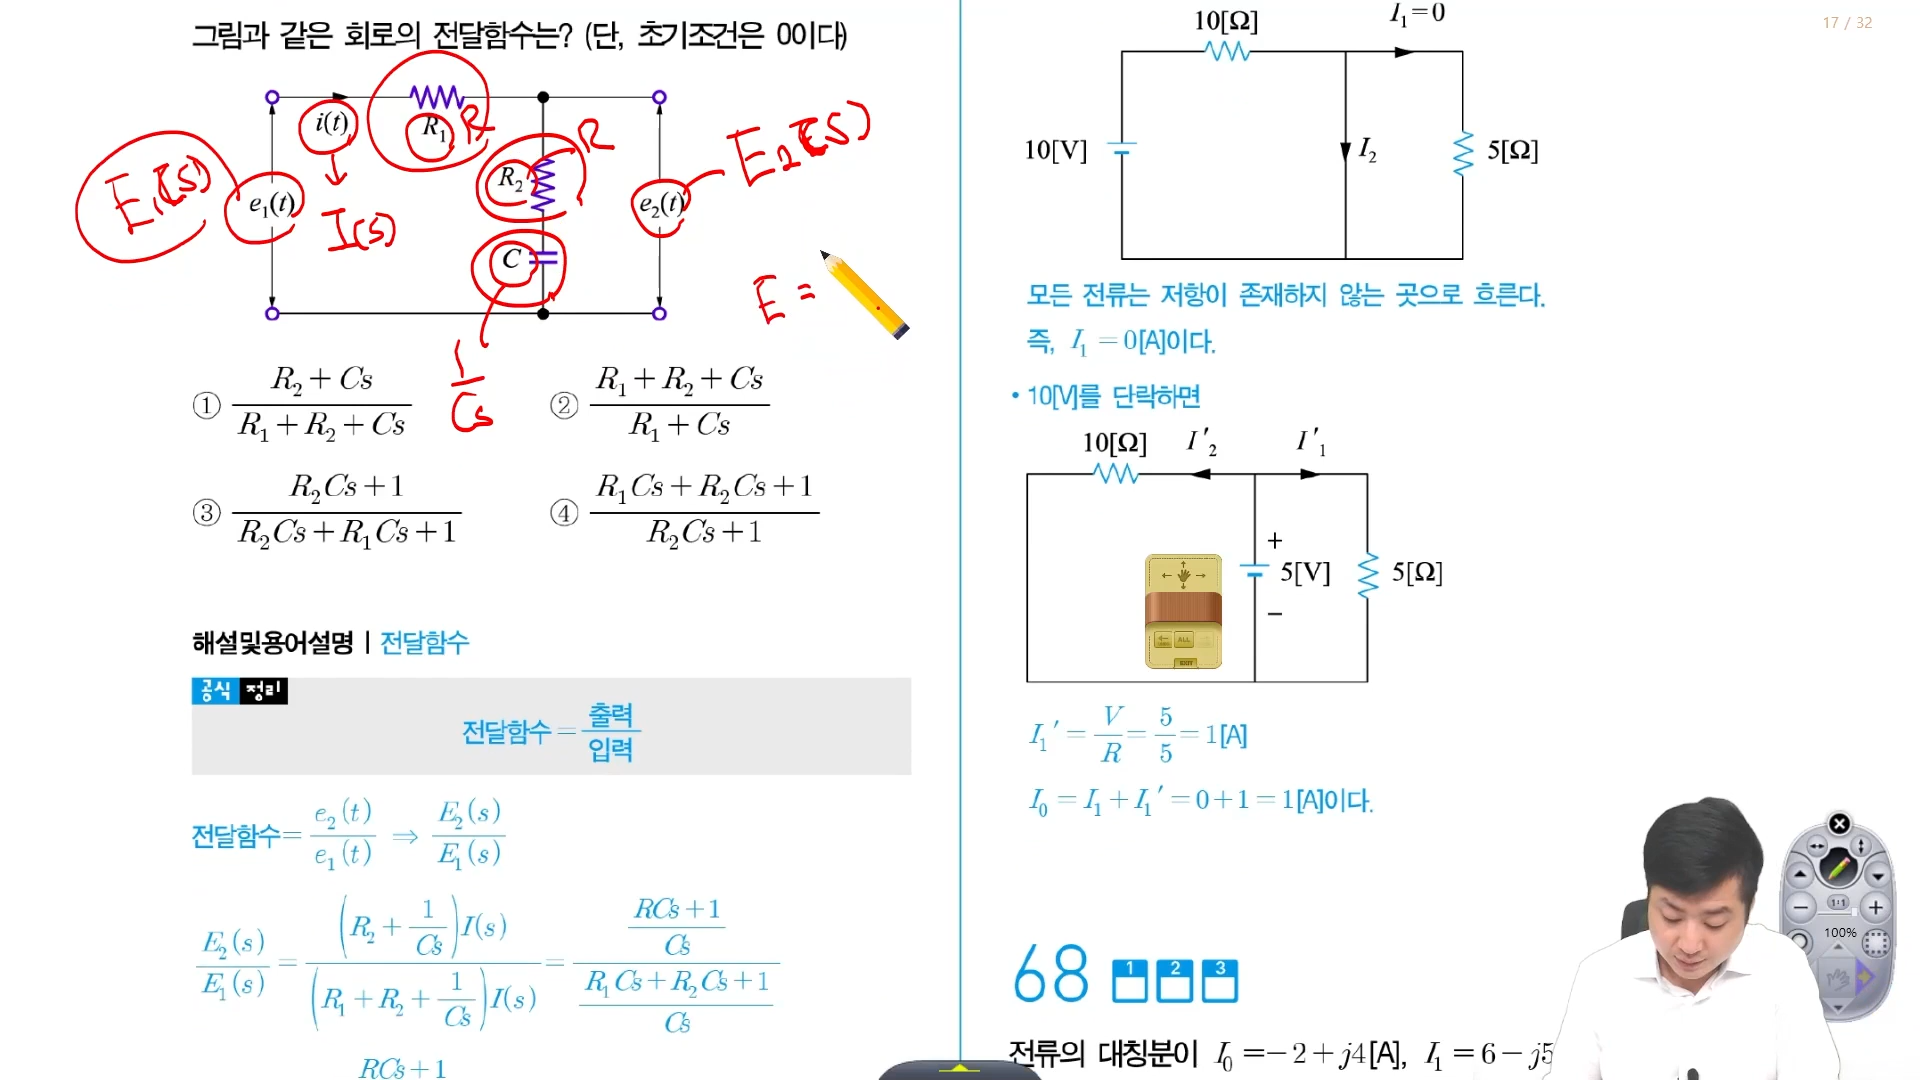 17 / 32
그림과 같은 회로의 전달함수는? (단, 초기조건은 0이다)
i(t)
R₁
R
R₂
R
e₁(t)
E₁(s)
I(s)
e₂(t)
E₂(s)
C
1/Cs
E =
① (R₂ + Cs)/(R₁ + R₂ + Cs)
② (R₁ + R₂ + Cs)/(R₁ + Cs)
③ (R₂Cs + 1)/(R₂Cs + R₁Cs + 1)
④ (R₁Cs + R₂Cs + 1)/(R₂Cs + 1)
해설및용어설명 | 전달함수
공식 정리
전달함수 = 출력/입력
전달함수 = e₂(t)/e₁(t) ⇒ E₂(s)/E₁(s)
E₂(s)/E₁(s) = (R₂ + 1/Cs)I(s)/(R₁ + R₂ + 1/Cs)I(s) = ((RCs + 1)/Cs)/((R₁Cs + R₂Cs + 1)/Cs)
RCs + 1
10[Ω]
I₁ = 0
10[V]
I₂
5[Ω]
모든 전류는 저항이 존재하지 않는 곳으로 흐른다.
즉, I₁ = 0[A]이다.
• 10[V]를 단락하면
10[Ω]
I′₂
I′₁
+
5[V]
−
5[Ω]
← →
ALL
EXIT
I₁′ = V/R = 5/5 = 1[A]
I₀ = I₁ + I₁′ = 0 + 1 = 1[A]이다.
1:1
100%
68 1 2 3
전류의 대칭분이 I₀ = −2 + j4[A], I₁ = 6 − j5